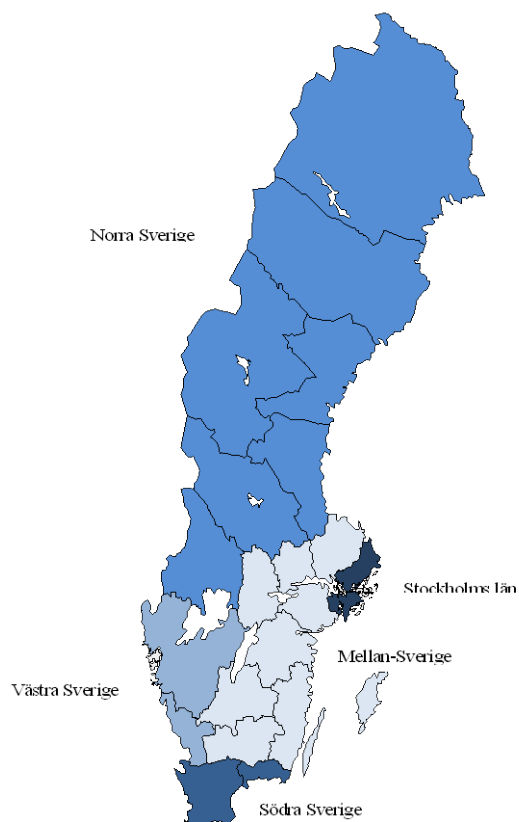 Norra Sverige
Stockholms län
Mellan-Sverige
Västra Sverige
Södra Sverige